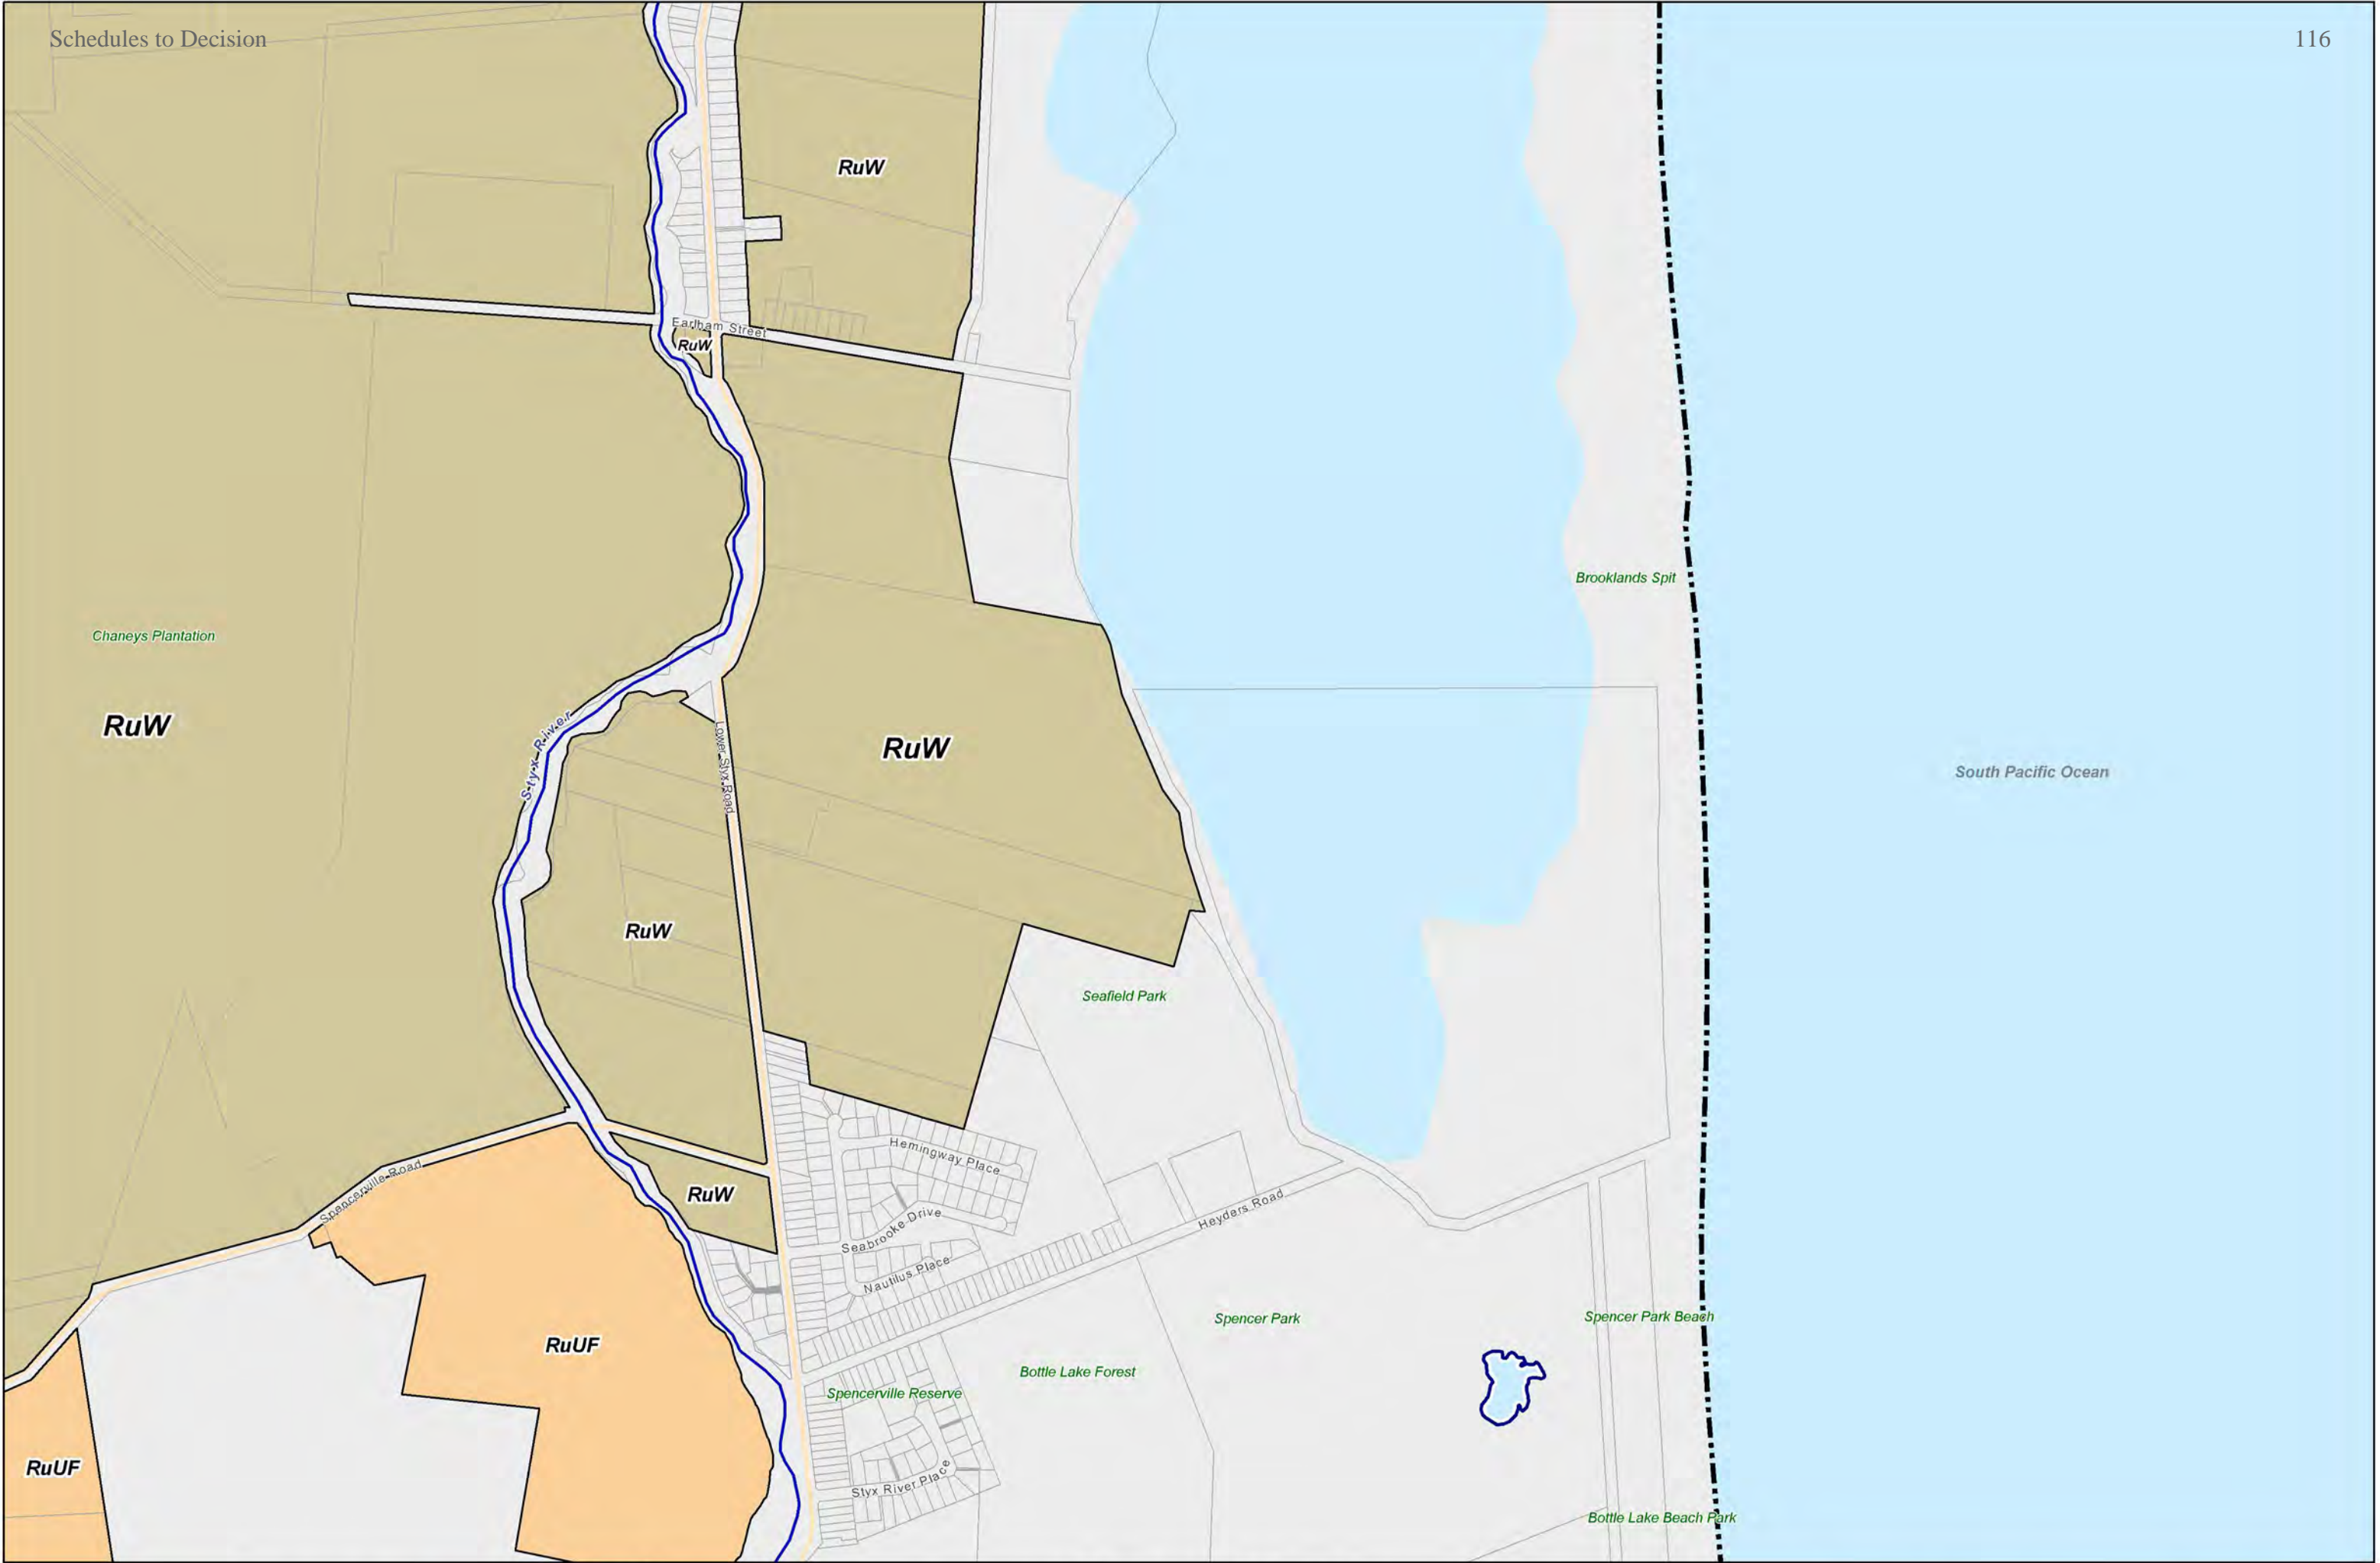 Schedules to Decision
116
RuW
Earlham Street
RuW
Brooklands Spit
Chaneys Plantation
RuW
Styx River
Lower Styx Road
RuW
South Pacific Ocean
RuW
Seafield Park
Hemingway Place
Spencerville Road
RuW
Seabrooke Drive
Heyders Road
Nautilus Place
Spencer Park
Spencer Park Beach
RuUF
Bottle Lake Forest
Spencerville Reserve
RuUF
Styx River Place
Bottle Lake Beach Park